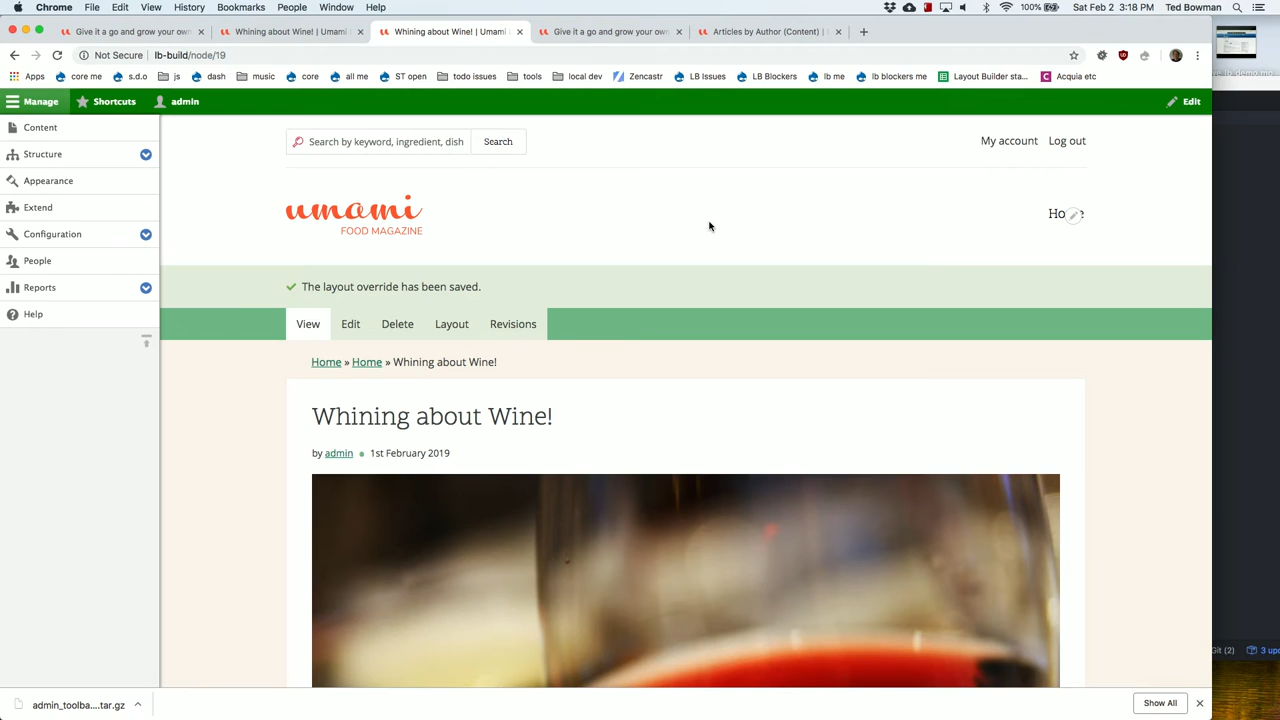 Chrome File Edit View History Bookmarks People Window Help 100% Sat Feb 2 3:18 PM Ted Bowman
Give it a go and grow your own Whining about Wine! | Umami Whining about Wine! | Umami Give it a go and grow your own Articles by Author (Content) |
Not Secure lb-build/node/19
Apps core me s.d.o js dash music core all me ST open todo issues tools local dev Zencastr LB Issues LB Blockers lb me lb blockers me Layout Builder sta... Acquia etc
Manage Shortcuts admin Edit
Content
Structure
Appearance
Extend
Configuration
People
Reports
Help
Search by keyword, ingredient, dish Search
My account Log out
umami
FOOD MAGAZINE
Home
The layout override has been saved.
View Edit Delete Layout Revisions
Home » Home » Whining about Wine!
Whining about Wine!
by admin 1st February 2019
Git (2) 3 up
admin_toolba....tar.gz Show All